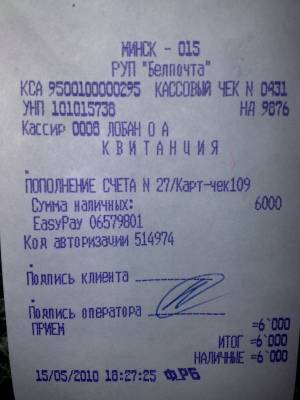 МИНСК - 015
РУП "Белпочта"
КСА 9500100000295 КАССОВЫЙ ЧЕК N 0431
УНП 101015738 НА 9876
Кассир 0008 ЛОБАН О А
КВИТАНЦИЯ
ПОПОЛНЕНИЕ СЧЕТА N 27/Карт-чек109
Сумма наличных: 6000
EasyPay 06579801
Код авторизации 514974
Подпись клиента
Подпись оператора
ПРИЕМ =6`000
ИТОГ =6`000
НАЛИЧНЫЕ =6`000
15/05/2010 18:27:25 ФРБ